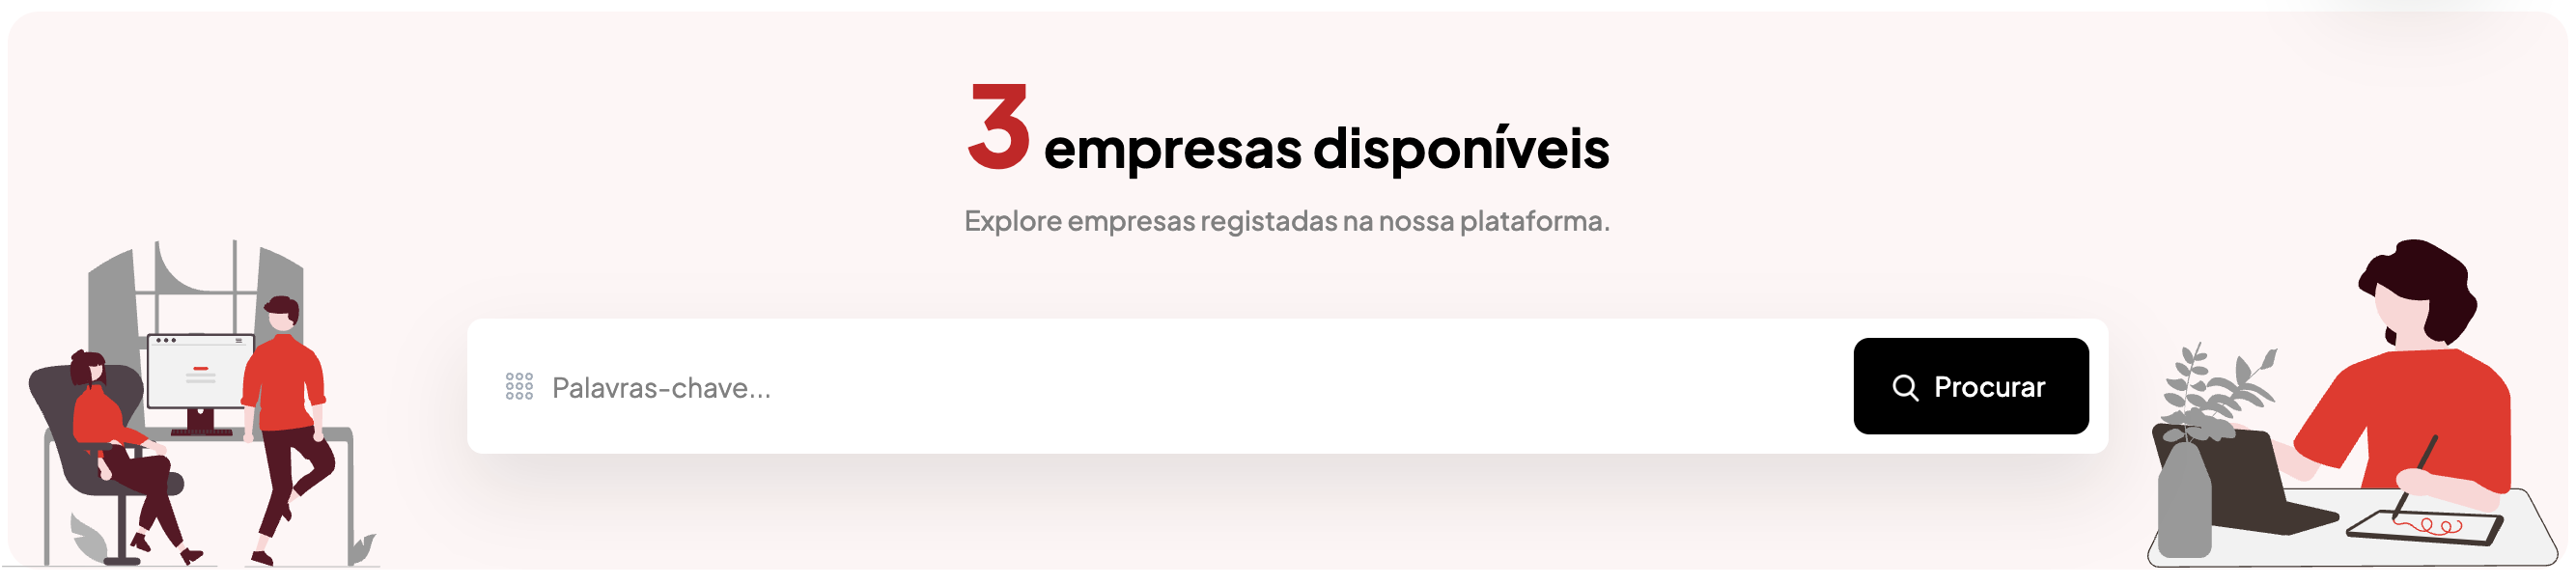 3 empresas disponíveis
Explore empresas registadas na nossa plataforma.
Palavras-chave...
Procurar